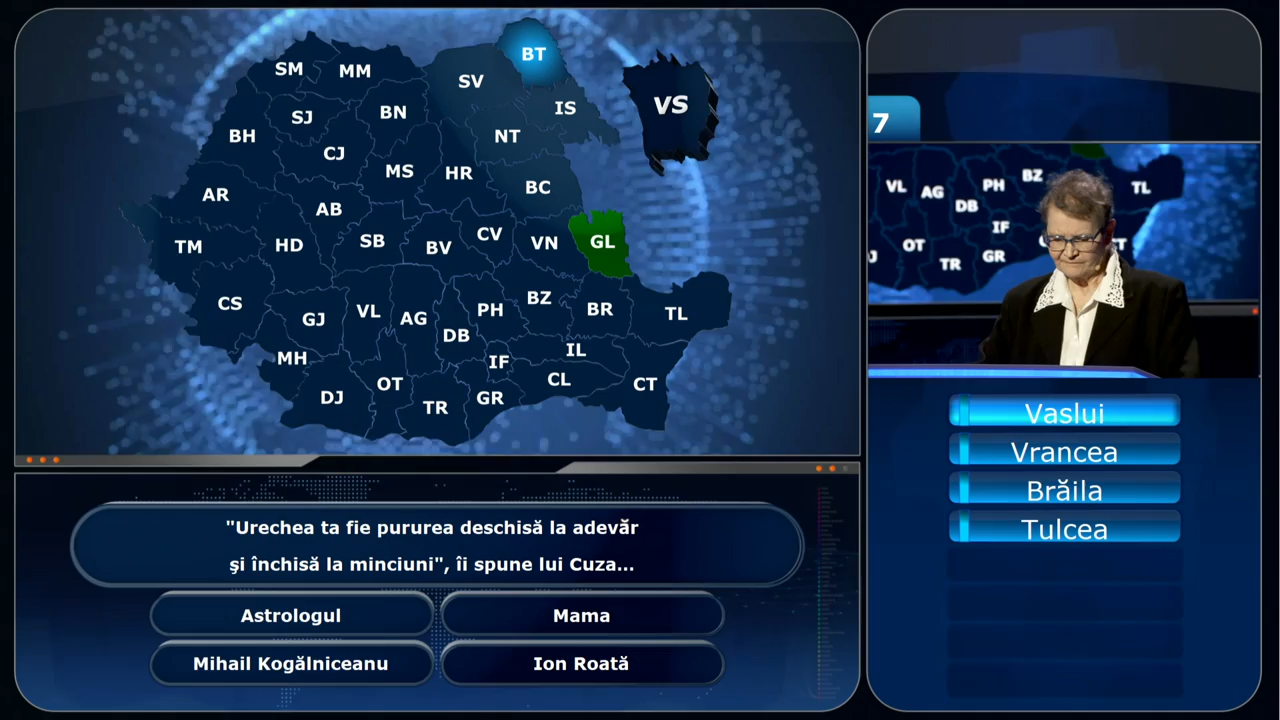 SM
MM
SV
BT
IS
VS
SJ
BN
BH
NT
CJ
MS
HR
BC
AR
AB
TM
HD
SB
BV
CV
VN
GL
CS
GJ
VL
AG
PH
BZ
BR
TL
DB
MH
IF
IL
DJ
OT
TR
GR
CL
CT
"Urechea ta fie pururea deschisă la adevăr
şi închisă la minciuni", îi spune lui Cuza...
Astrologul
Mama
Mihail Kogălniceanu
Ion Roată
7
VL
AG
DB
PH
BZ
TL
OT
IF
TR
GR
Vaslui
Vrancea
Brăila
Tulcea